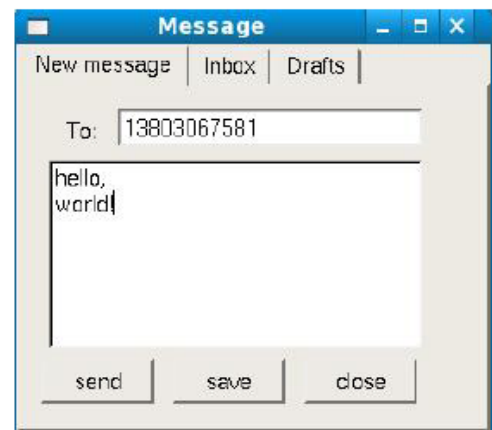 Message
New message Inbox Drafts
To: 13803067581
hello,
world!
send save close